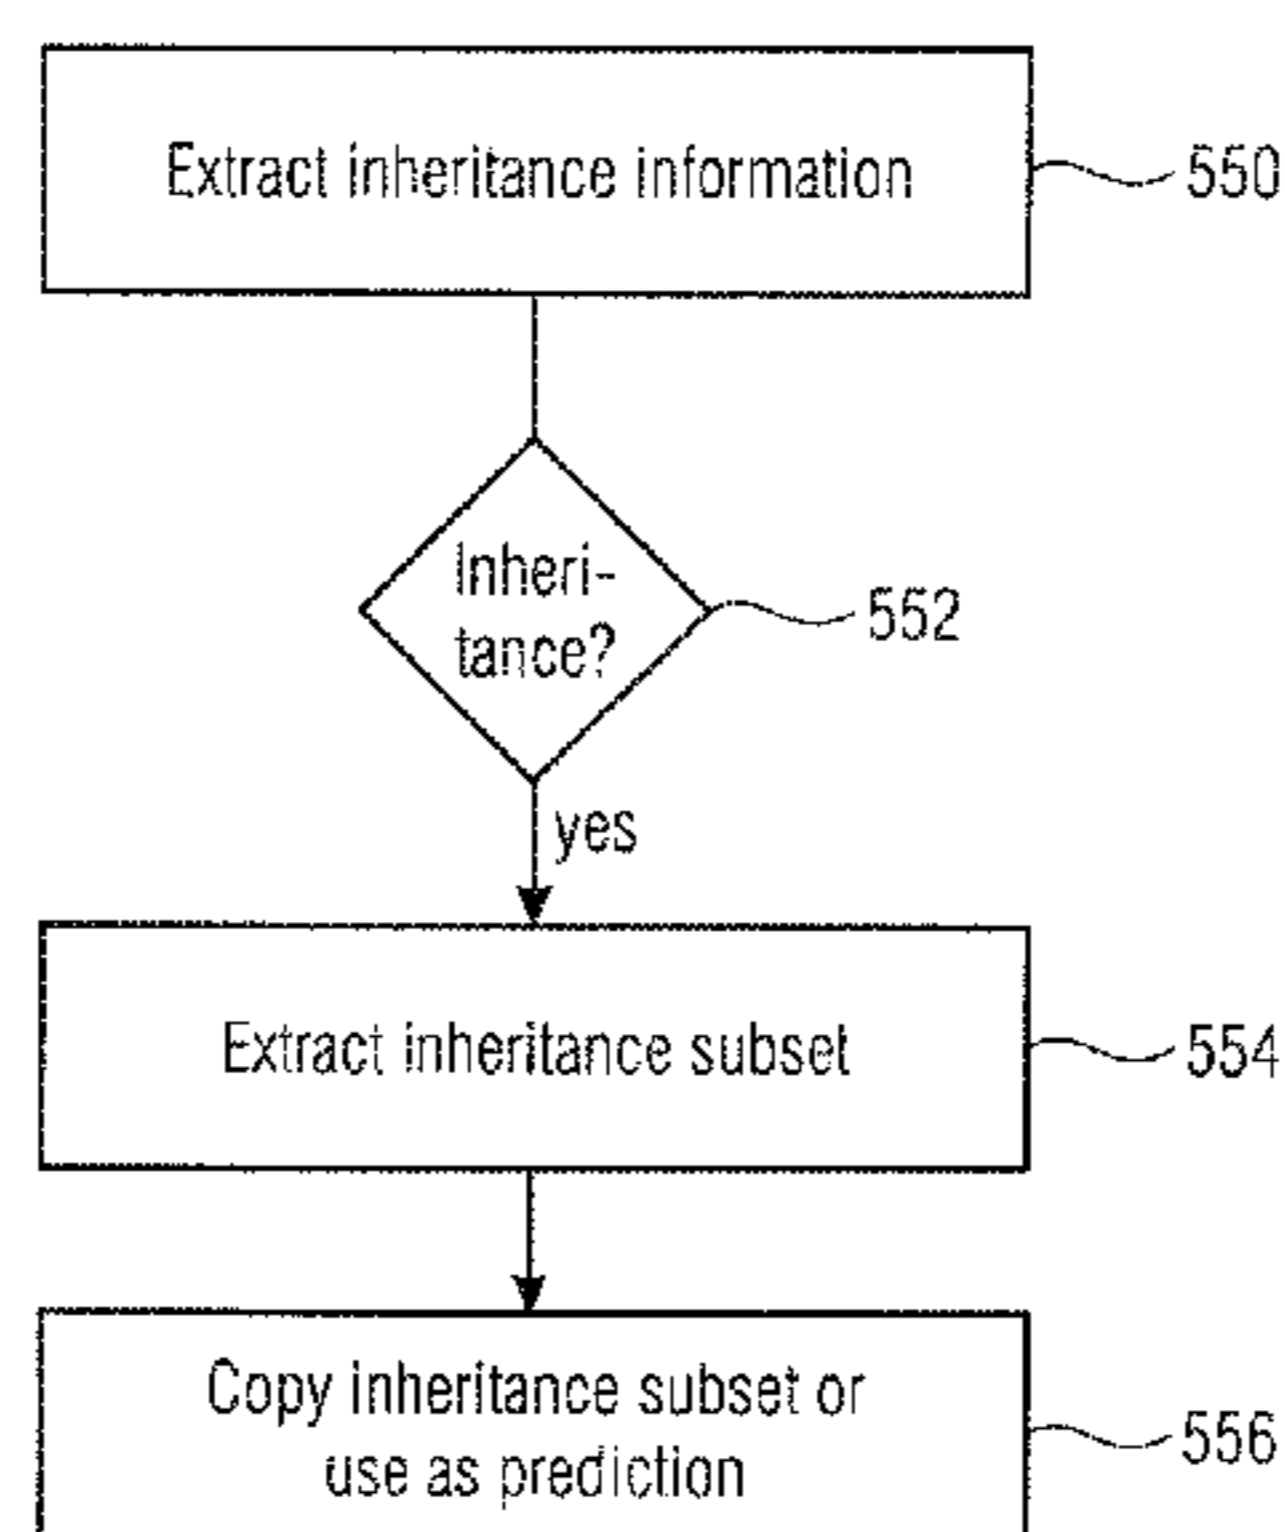 Extract inheritance information
550
Inheri-
tance?
552
yes
Extract inheritance subset
554
Copy inheritance subset or
use as prediction
556